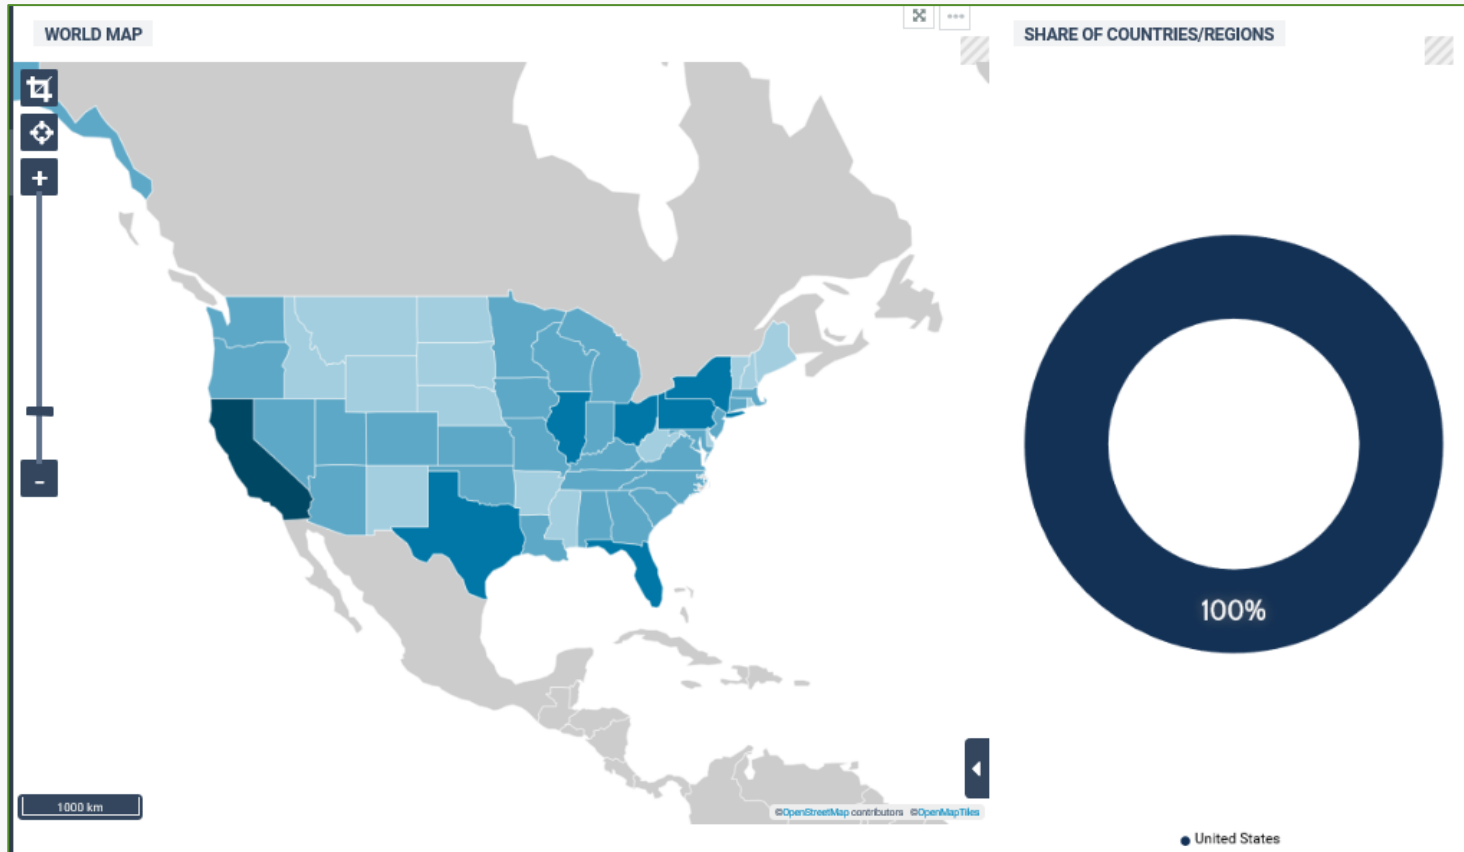 WORLD MAP
SHARE OF COUNTRIES/REGIONS
+
-
100%
1000 km
©OpenStreetMap contributors ©OpenMapTiles
United States